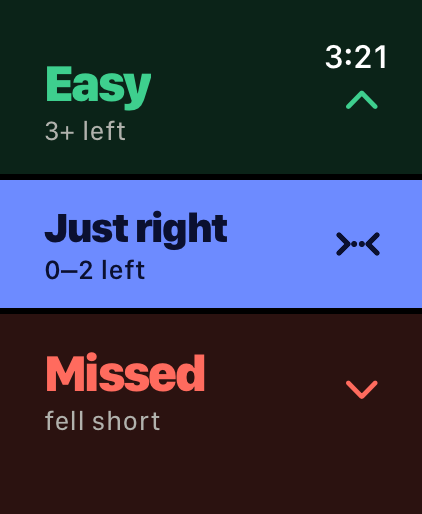 3:21
Easy
3+ left
Just right
0–2 left
Missed
fell short